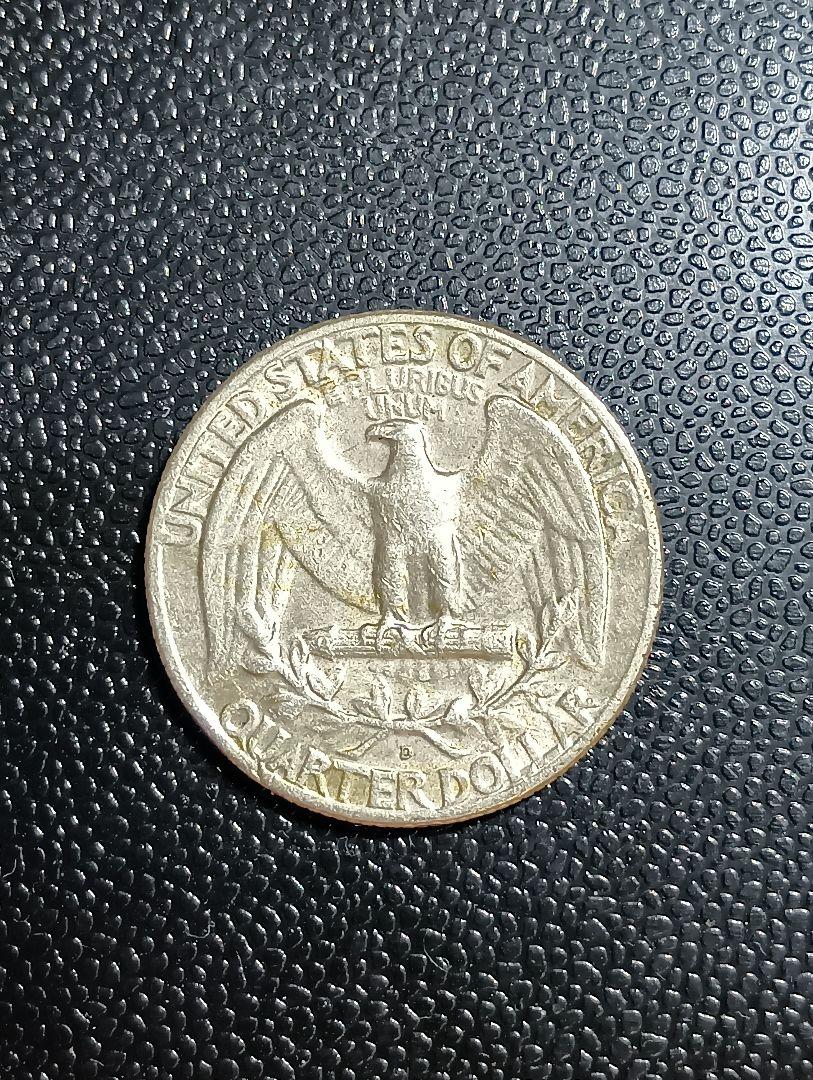 UNITED STATES OF AMERICA
E PLURIBUS
UNUM
D
QUARTER DOLLAR